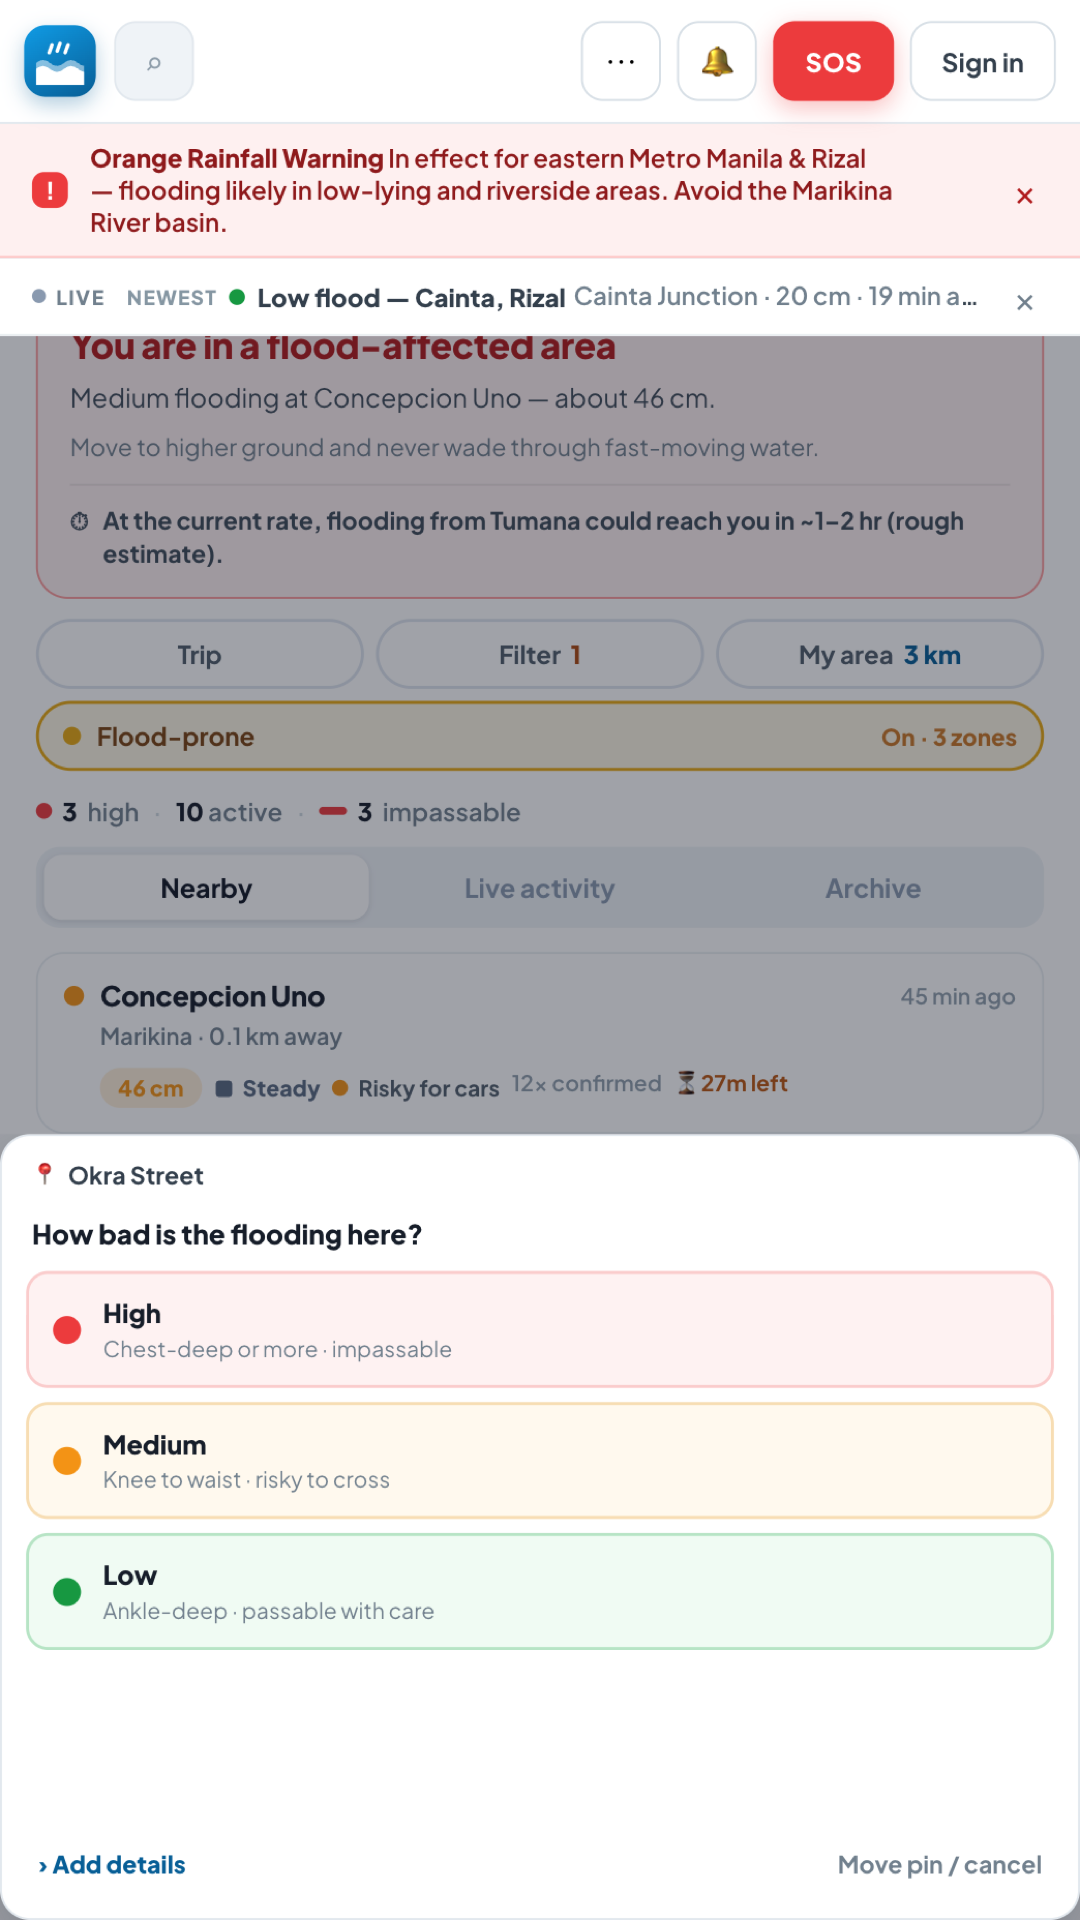 SOS
Sign in
Orange Rainfall Warning In effect for eastern Metro Manila & Rizal
— flooding likely in low-lying and riverside areas. Avoid the Marikina
River basin.
LIVE NEWEST Low flood — Cainta, Rizal Cainta Junction · 20 cm · 19 min a...
You are in a flood-affected area
Medium flooding at Concepcion Uno — about 46 cm.
Move to higher ground and never wade through fast-moving water.
At the current rate, flooding from Tumana could reach you in ~1–2 hr (rough
estimate).
Trip
Filter 1
My area 3 km
Flood-prone
On · 3 zones
3 high · 10 active · 3 impassable
Nearby
Live activity
Archive
Concepcion Uno
45 min ago
Marikina · 0.1 km away
46 cm Steady Risky for cars 12× confirmed 27m left
Okra Street
How bad is the flooding here?
High
Chest-deep or more · impassable
Medium
Knee to waist · risky to cross
Low
Ankle-deep · passable with care
› Add details
Move pin / cancel